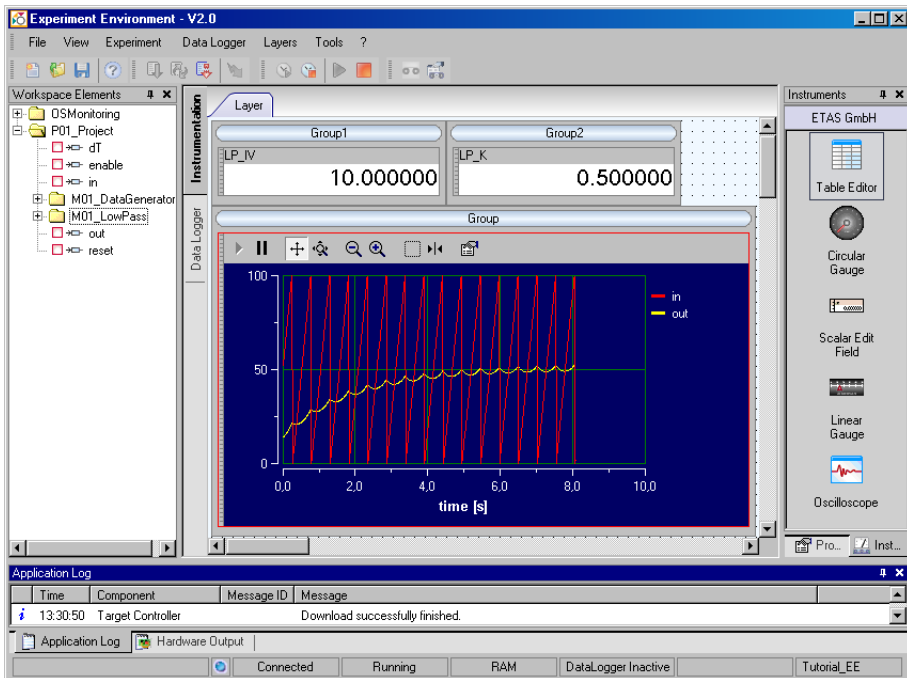 Experiment Environment - V2.0
File View Experiment Data Logger Layers Tools ?
Workspace Elements
OSMonitoring
P01_Project
dT
enable
in
M01_DataGenerator
M01_LowPass
out
reset
Instrumentation
Data Logger
Layer
Group1
LP_IV
10.000000
Group2
LP_K
0.500000
Group
100
50
0
0,0 2,0 4,0 6,0 8,0 10,0
time [s]
in
out
Instruments
ETAS GmbH
Table Editor
Circular
Gauge
Scalar Edit
Field
Linear
Gauge
Oscilloscope
Pro... Inst...
Application Log
Time Component Message ID Message
i 13:30:50 Target Controller Download successfully finished.
Application Log Hardware Output
Connected Running RAM DataLogger Inactive Tutorial_EE